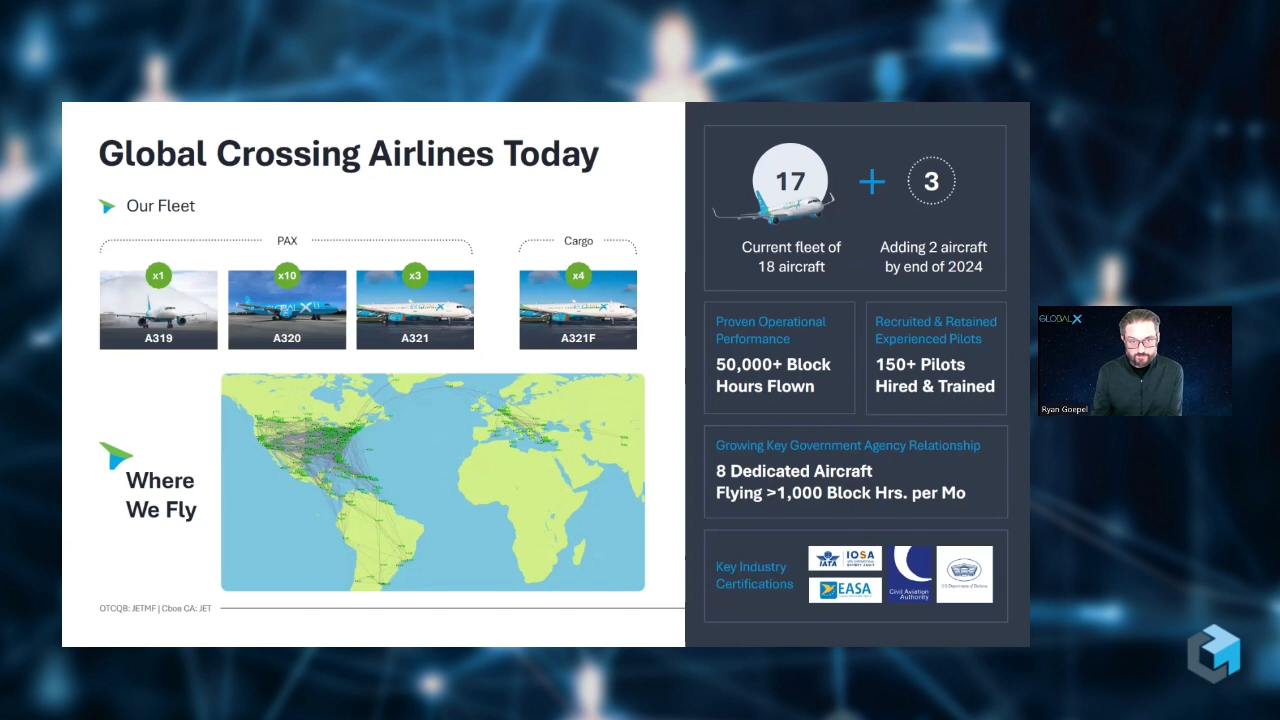 Global Crossing Airlines Today
Our Fleet
PAX
Cargo
x1
x10
x3
x4
A319
A320
A321
A321F
Where
We Fly
OTCQB: JETMF | Cboe CA: JET
17
3
Current fleet of
18 aircraft
Adding 2 aircraft
by end of 2024
Proven Operational
Performance
50,000+ Block
Hours Flown
Recruited & Retained
Experienced Pilots
150+ Pilots
Hired & Trained
Growing Key Government Agency Relationship
8 Dedicated Aircraft
Flying >1,000 Block Hrs. per Mo
Key Industry
Certifications
IATA
IOSA
EASA
Civil Aviation
Authority
U.S. Department of Defense
GLOBALX
Ryan Goepel